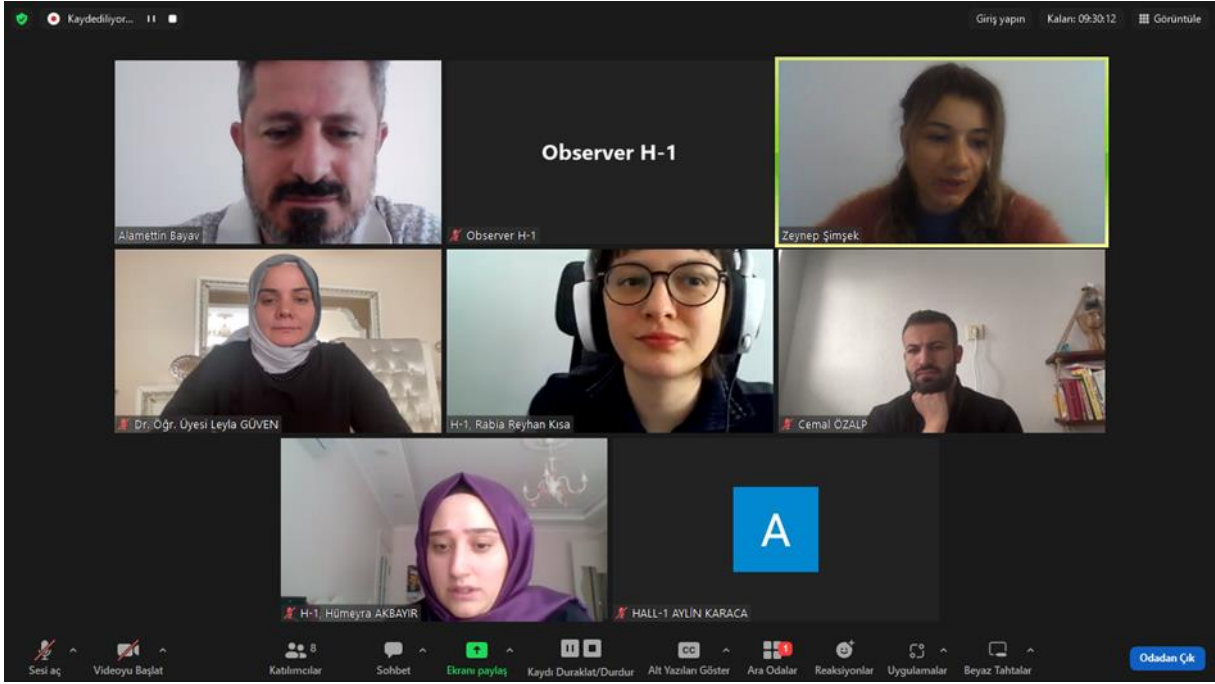 Kaydediliyor...
Giriş yapın
Kalan: 09:30:12
Görüntüle
Alamettin Bayav
Observer H-1
Observer H-1
Zeynep Şimşek
Dr. Öğr. Üyesi Leyla GÜVEN
H-1, Rabia Reyhan Kısa
Cemal ÖZALP
H-1, Hümeyra AKBAYIR
A
HALL-1 AYLİN KARACA
Sesi aç
Videoyu Başlat
8
Katılımcılar
Sohbet
Ekranı paylaş
Kaydı Duraklat/Durdur
CC
Alt Yazıları Göster
1
Ara Odalar
Reaksiyonlar
Uygulamalar
Beyaz Tahtalar
Odadan Çık